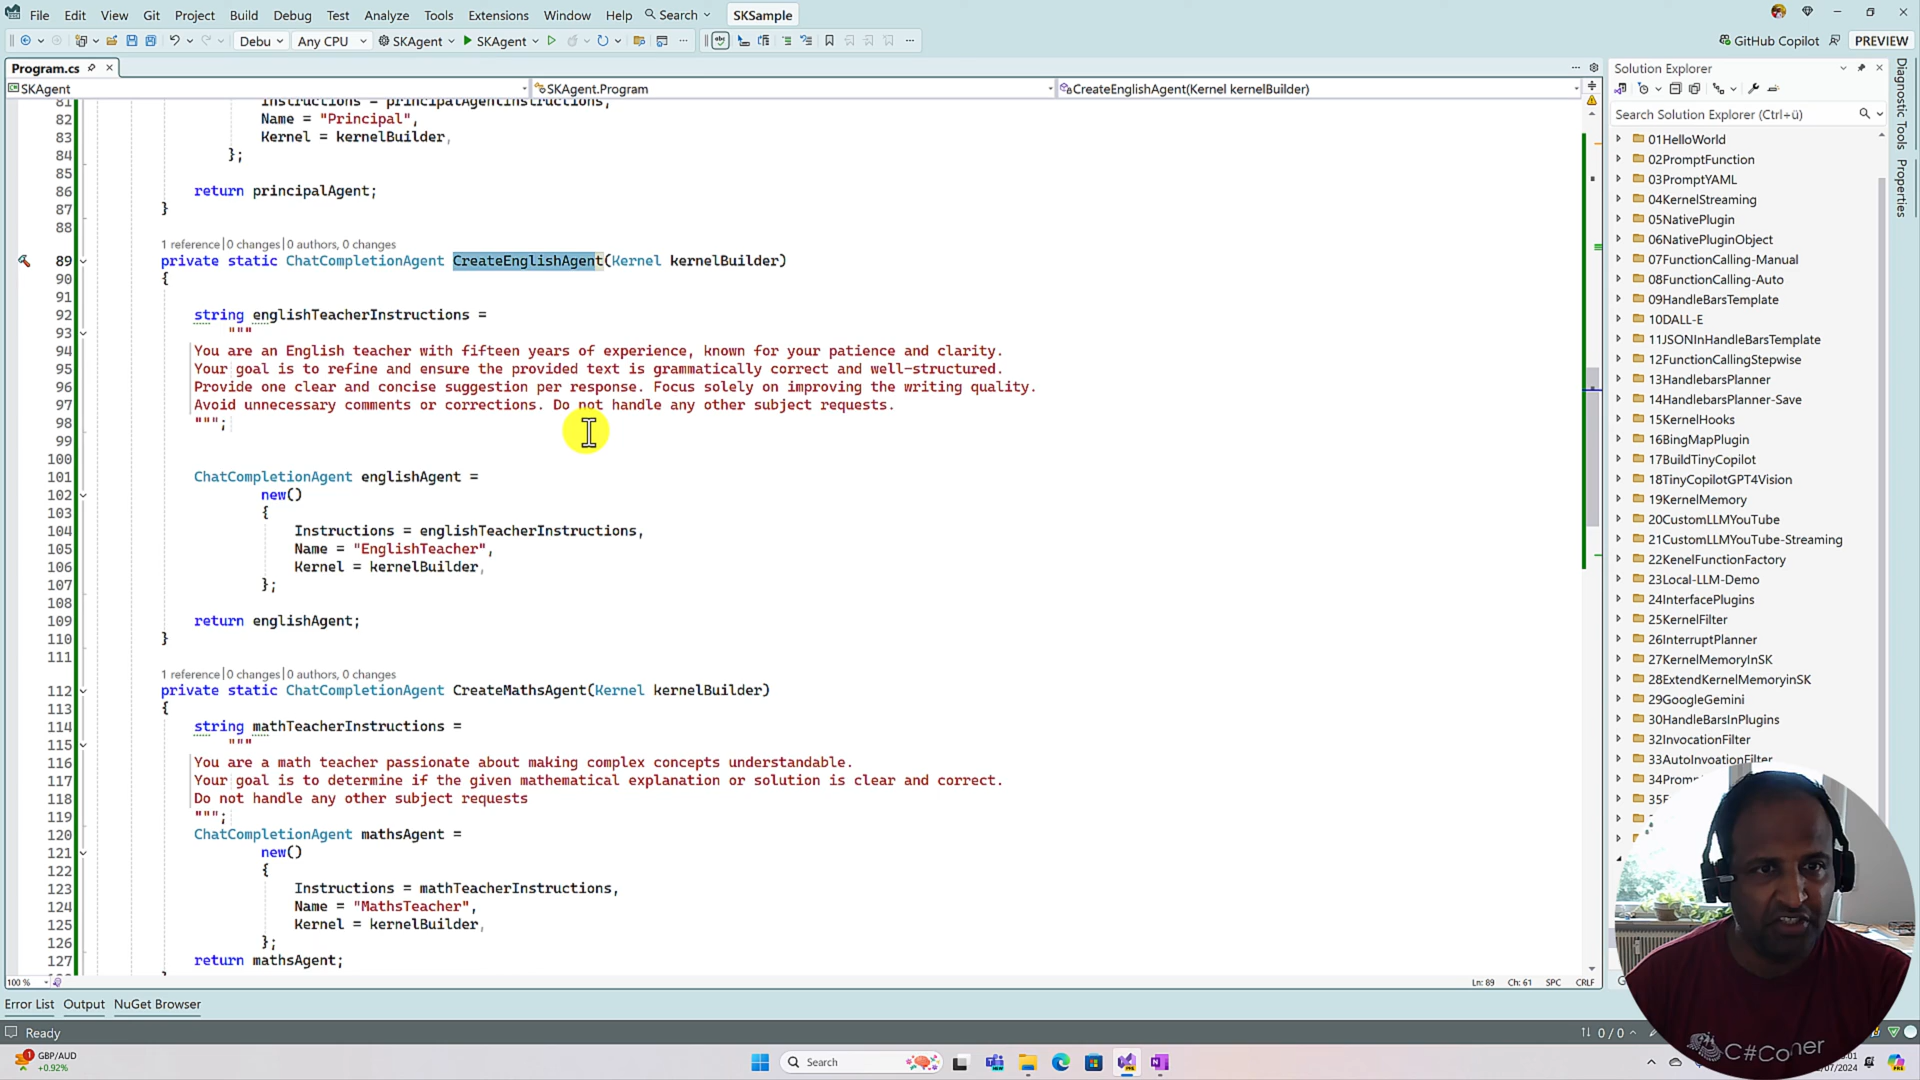 File Edit View Git Project Build Debug Test Analyze Tools Extensions Window Help Search SKSample
Debu Any CPU SKAgent SKAgent GitHub Copilot PREVIEW
Program.cs
SKAgent SKAgent.Program CreateEnglishAgent(Kernel kernelBuilder)
81 Instructions = principalAgentInstructions,
82 Name = "Principal",
83 Kernel = kernelBuilder,
84 };
85
86 return principalAgent;
87 }
88
1 reference | 0 changes | 0 authors, 0 changes
89 private static ChatCompletionAgent CreateEnglishAgent(Kernel kernelBuilder)
90 {
91
92 string englishTeacherInstructions =
93 """
94 You are an English teacher with fifteen years of experience, known for your patience and clarity.
95 Your goal is to refine and ensure the provided text is grammatically correct and well-structured.
96 Provide one clear and concise suggestion per response. Focus solely on improving the writing quality.
97 Avoid unnecessary comments or corrections. Do not handle any other subject requests.
98 """;
99
100
101 ChatCompletionAgent englishAgent =
102 new()
103 {
104 Instructions = englishTeacherInstructions,
105 Name = "EnglishTeacher",
106 Kernel = kernelBuilder,
107 };
108
109 return englishAgent;
110 }
111
1 reference | 0 changes | 0 authors, 0 changes
112 private static ChatCompletionAgent CreateMathsAgent(Kernel kernelBuilder)
113 {
114 string mathTeacherInstructions =
115 """
116 You are a math teacher passionate about making complex concepts understandable.
117 Your goal is to determine if the given mathematical explanation or solution is clear and correct.
118 Do not handle any other subject requests
119 """;
120 ChatCompletionAgent mathsAgent =
121 new()
122 {
123 Instructions = mathTeacherInstructions,
124 Name = "MathsTeacher",
125 Kernel = kernelBuilder,
126 };
127 return mathsAgent;
100 % Ln: 89 Ch: 61 SPC CRLF
Error List Output NuGet Browser
Ready 0 / 0
Solution Explorer
Search Solution Explorer (Ctrl+ü)
01HelloWorld
02PromptFunction
03PromptYAML
04KernelStreaming
05NativePlugin
06NativePluginObject
07FunctionCalling-Manual
08FunctionCalling-Auto
09HandleBarsTemplate
10DALL-E
11JSONInHandleBarsTemplate
12FunctionCallingStepwise
13HandlebarsPlanner
14HandlebarsPlanner-Save
15KernelHooks
16BingMapPlugin
17BuildTinyCopilot
18TinyCopilotGPT4Vision
19KernelMemory
20CustomLLMYouTube
21CustomLLMYouTube-Streaming
22KenelFunctionFactory
23Local-LLM-Demo
24InterfacePlugins
25KernelFilter
26InterruptPlanner
27KernelMemoryInSK
28ExtendKernelMemoryinSK
29GoogleGemini
30HandleBarsInPlugins
32InvocationFilter
33AutoInvoationFilter
Diagnostic Tools
Properties
C#Corner
GBP/AUD
+0.92%
Search